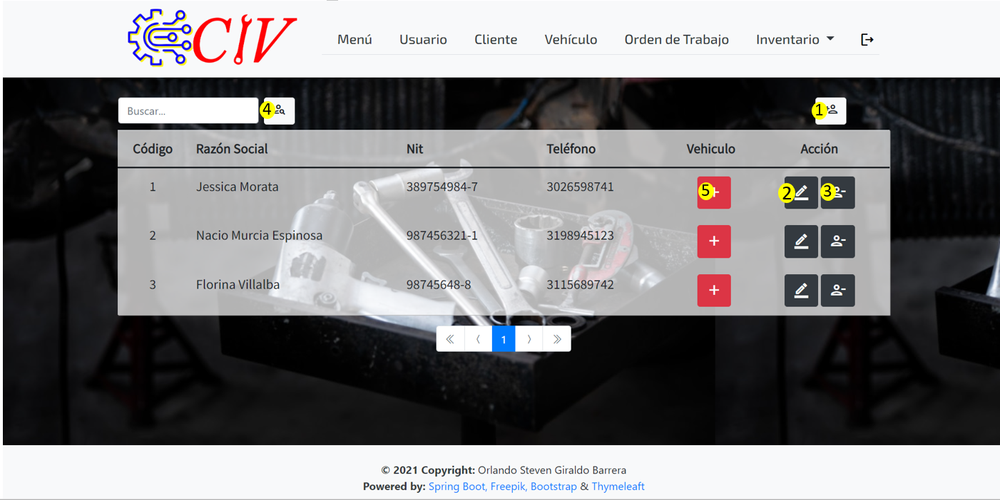 CIV Menú Usuario Cliente Vehículo Orden de Trabajo Inventario
Buscar... 4 1
Código Razón Social Nit Teléfono Vehiculo Acción
1 Jessica Morata 389754984-7 3026598741 5 2 3
2 Nacio Murcia Espinosa 987456321-1 3198945123
3 Florina Villalba 98745648-8 3115689742
« ‹ 1 › »
© 2021 Copyright: Orlando Steven Giraldo Barrera
Powered by: Spring Boot, Freepik, Bootstrap & Thymeleaft